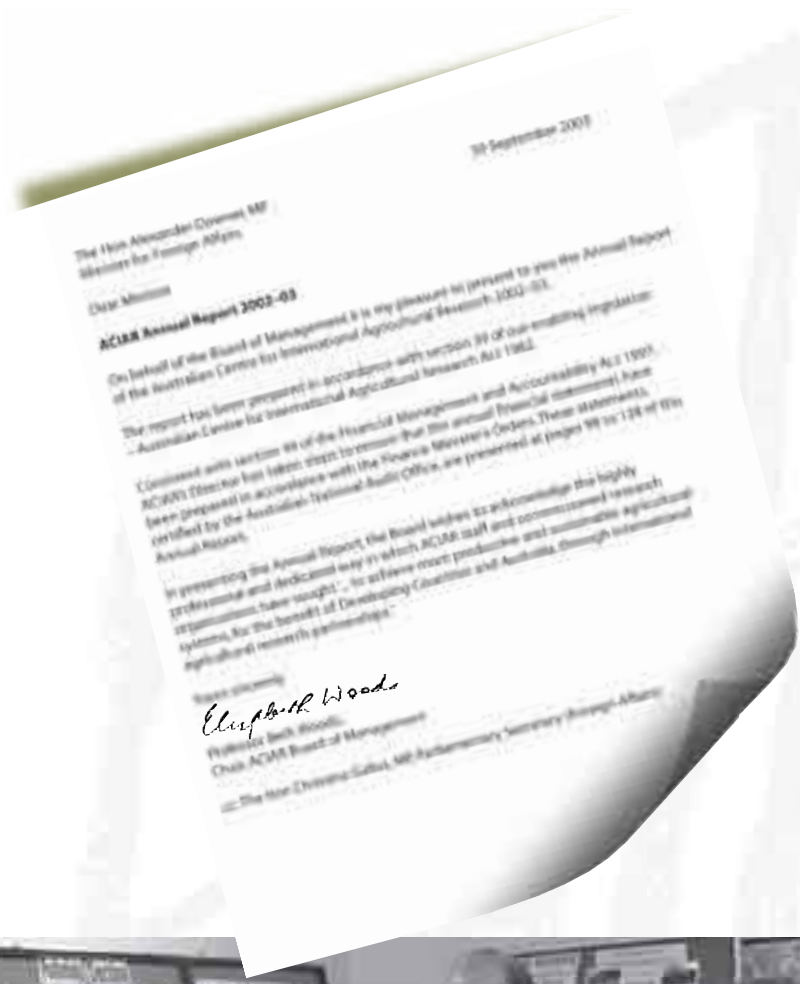 30 September 2003
The Hon Alexander Downer, MP
Minister for Foreign Affairs
Dear Minister
ACIAR Annual Report 2002–03
On behalf of the Board of Management it is my pleasure to present to you the Annual Report
of the Australian Centre for International Agricultural Research 2002–03.
The report has been prepared in accordance with section 39 of our enabling legislation
– Australian Centre for International Agricultural Research Act 1982.
Consistent with section 49 of the Financial Management and Accountability Act 1997,
ACIAR's Director has taken steps to ensure that the annual financial statements have
been prepared in accordance with the Finance Minister's Orders. These statements,
certified by the Australian National Audit Office, are presented at pages to of this
Annual Report.
In presenting the Annual Report, the Board wishes to acknowledge the highly
professional and dedicated way in which ACIAR staff and commissioned research
organisations have sought "... to achieve more productive and sustainable agricultural
systems, for the benefit of Developing Countries and Australia, through international
agricultural research partnerships."
Yours sincerely
Elizabeth Woods
Professor Beth Woods,
Chair, ACIAR Board of Management
cc: The Hon Christine Gallus, MP, Parliamentary Secretary (Foreign Affairs)